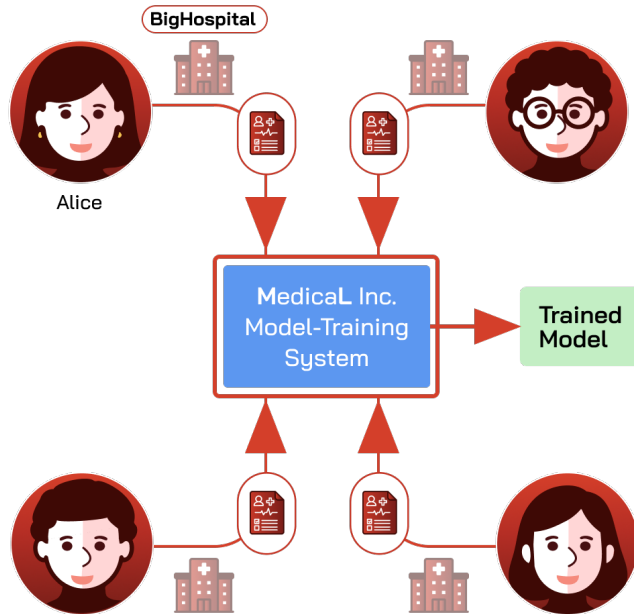 BigHospital
Alice
MedicaL Inc.
Model-Training
System
Trained
Model